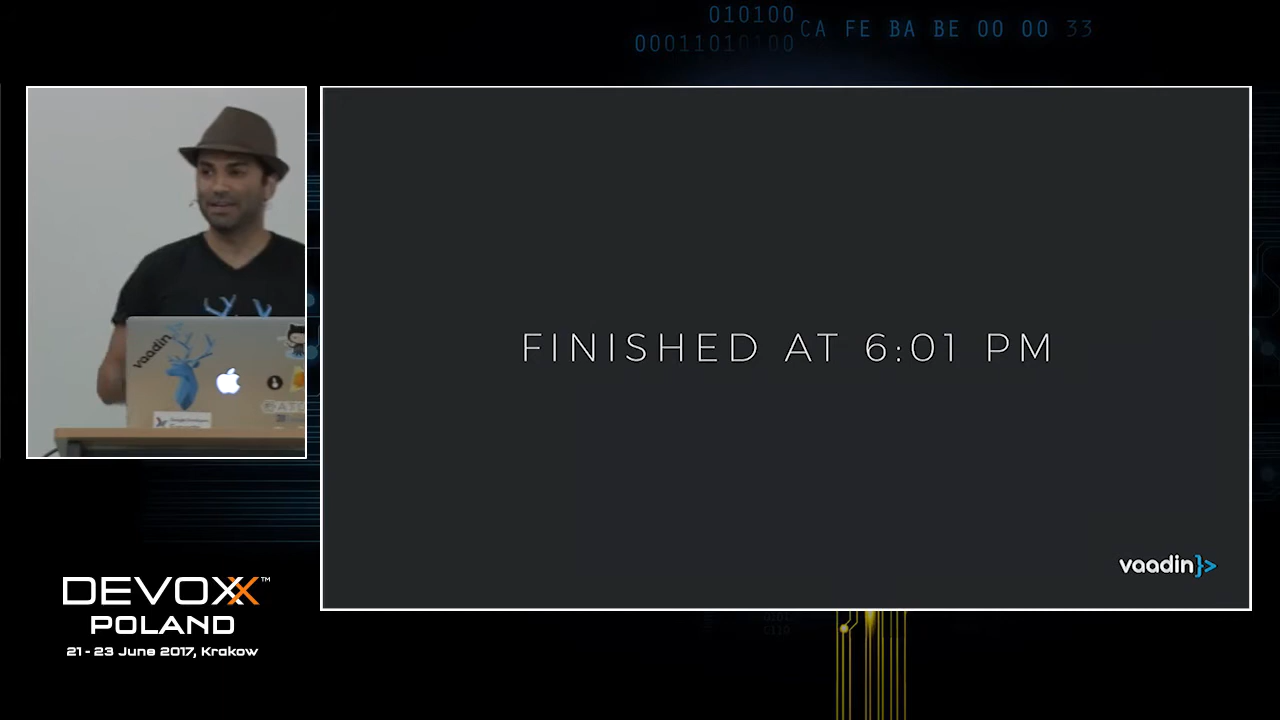 010100
00011010100
CA FE BA BE 00 00 33
vaadin
FINISHED AT 6:01 PM
vaadin}>
DEVOXX™
POLAND
21 - 23 June 2017, Krakow